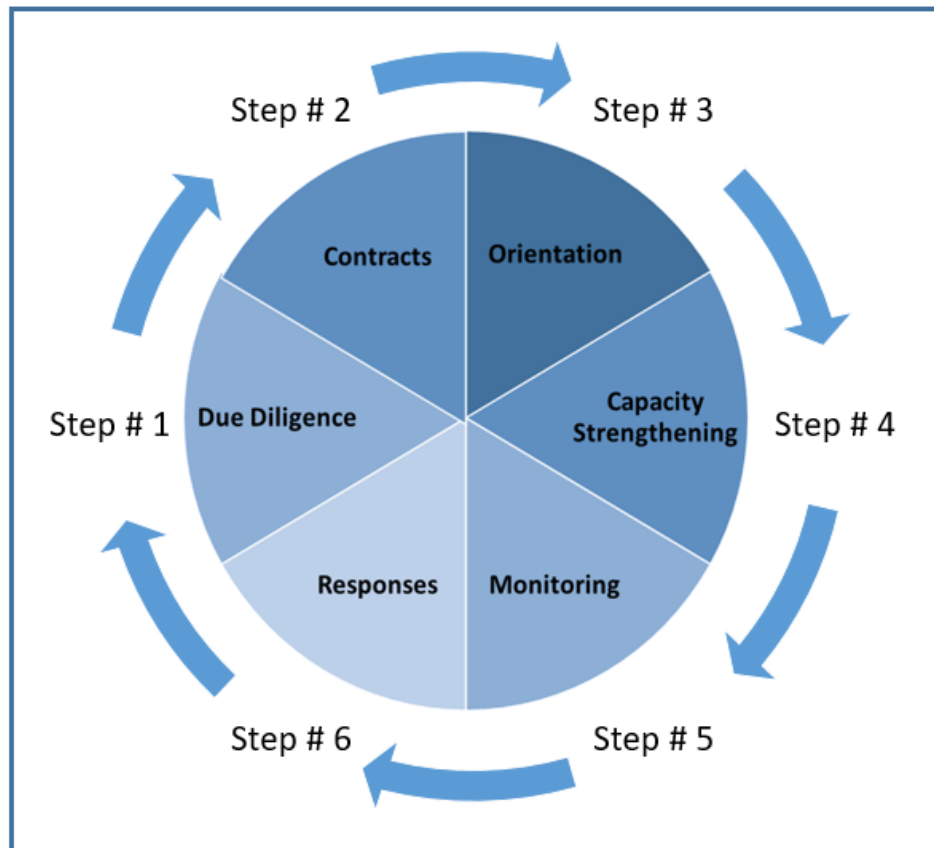 Step # 2
Step # 3
Contracts
Orientation
Step # 1
Due Diligence
Capacity
Strengthening
Step # 4
Responses
Monitoring
Step # 6
Step # 5